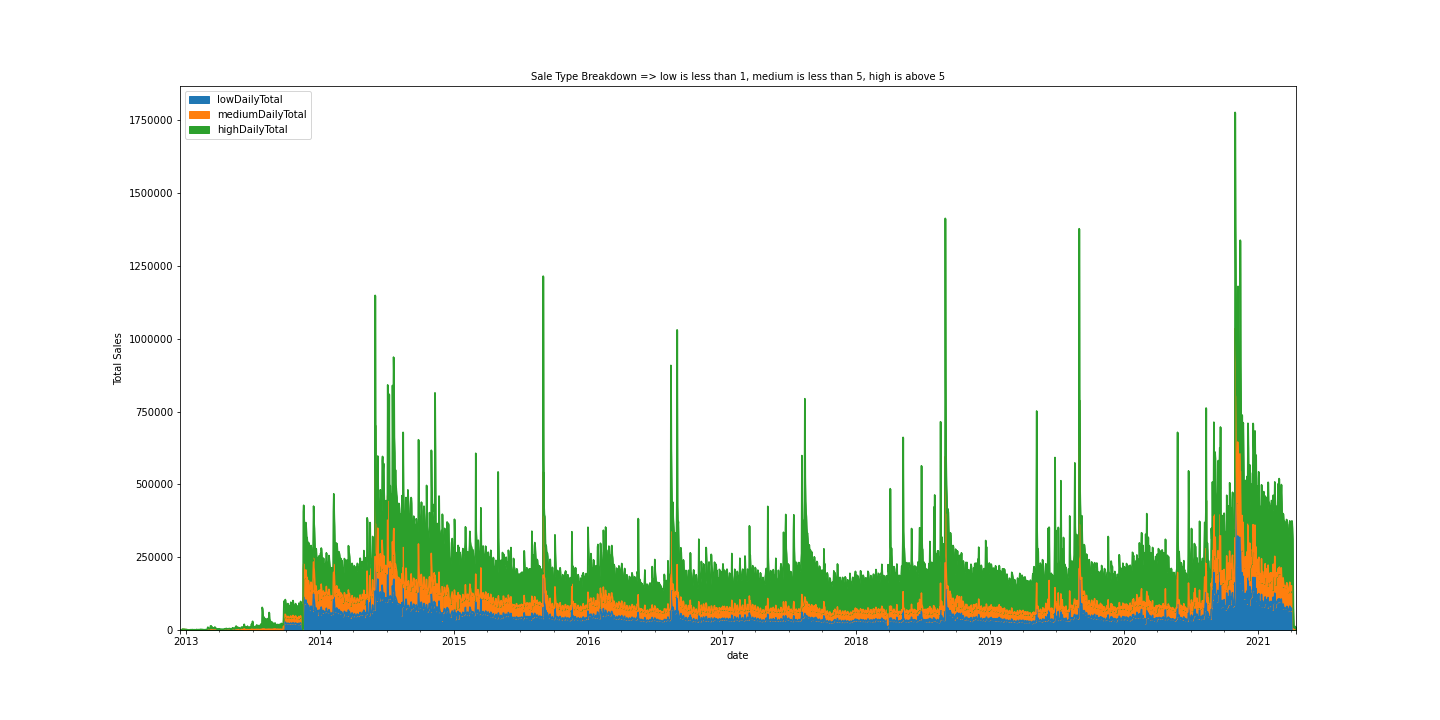 Sale Type Breakdown => low is less than 1, medium is less than 5, high is above 5
lowDailyTotal
mediumDailyTotal
highDailyTotal
1750000
1500000
1250000
1000000
750000
500000
250000
0
Total Sales
2013 2014 2015 2016 2017 2018 2019 2020 2021
date